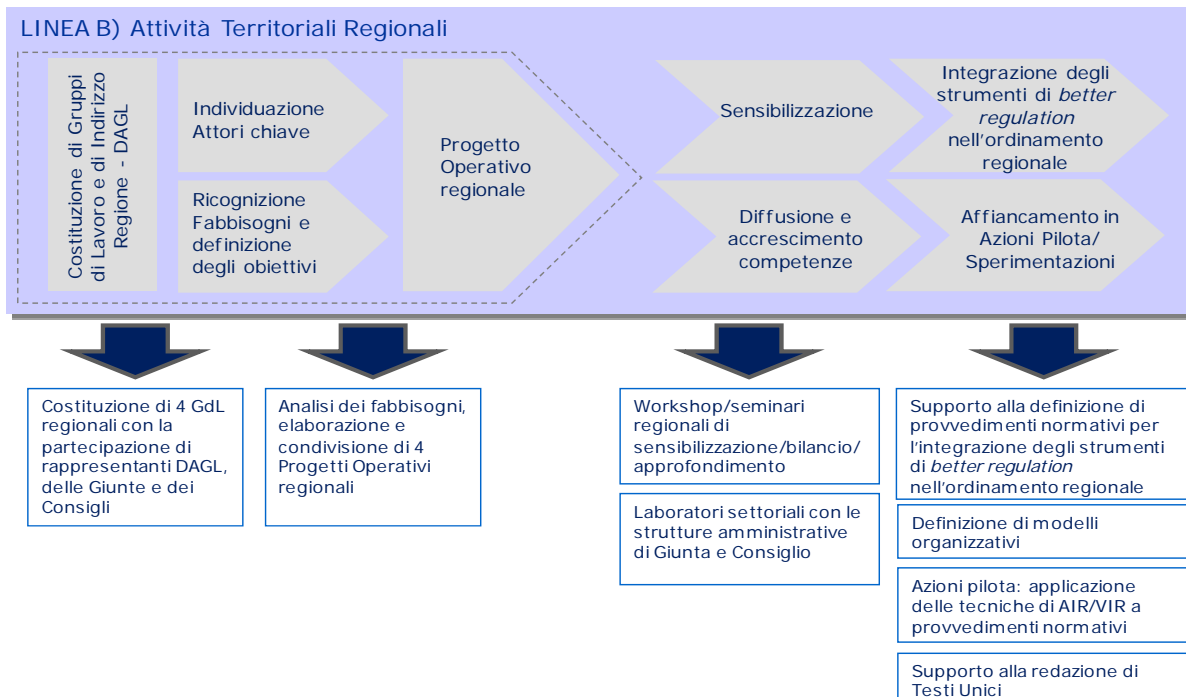 LINEA B) Attività Territoriali Regionali
Costituzione di Gruppi
di Lavoro e di Indirizzo
Regione - DAGL
Individuazione
Attori chiave
Ricognizione
Fabbisogni e
definizione
degli obiettivi
Progetto
Operativo
regionale
Sensibilizzazione
Diffusione e
accrescimento
competenze
Integrazione degli
strumenti di better
regulation
nell'ordinamento
regionale
Affiancamento in
Azioni Pilota/
Sperimentazioni
Costituzione di 4 GdL
regionali con la
partecipazione di
rappresentanti DAGL,
delle Giunte e dei
Consigli
Analisi dei fabbisogni,
elaborazione e
condivisione di 4
Progetti Operativi
regionali
Workshop/seminari
regionali di
sensibilizzazione/bilancio/
approfondimento
Laboratori settoriali con le
strutture amministrative
di Giunta e Consiglio
Supporto alla definizione di
provvedimenti normativi per
l'integrazione degli strumenti
di better regulation
nell'ordinamento regionale
Definizione di modelli
organizzativi
Azioni pilota: applicazione
delle tecniche di AIR/VIR a
provvedimenti normativi
Supporto alla redazione di
Testi Unici